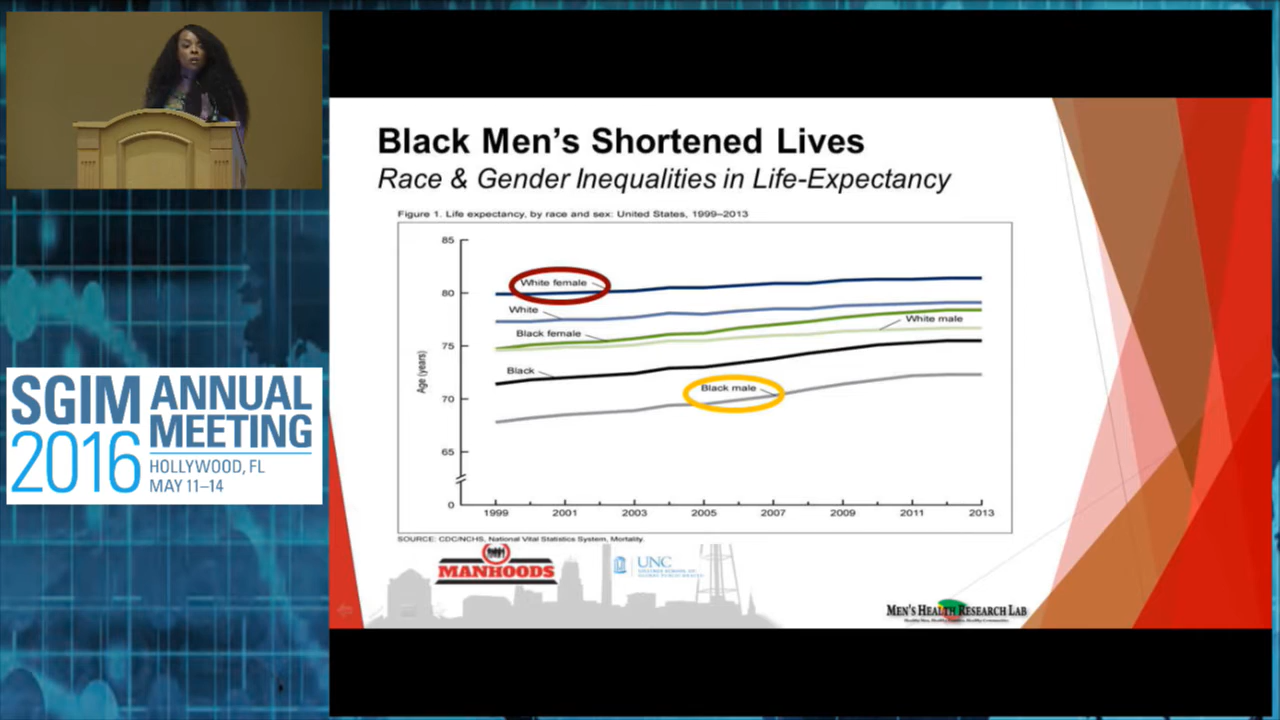 Black Men's Shortened Lives
Race & Gender Inequalities in Life-Expectancy
Figure 1. Life expectancy, by race and sex: United States, 1999–2013
85
80
75
70
65
0
Age (years)
White female
White
Black female
White male
Black
Black male
1999
2001
2003
2005
2007
2009
2011
2013
SOURCE: CDC/NCHS, National Vital Statistics System, Mortality.
MANHOODS
UNC
MEN'S HEALTH RESEARCH LAB
SGIM ANNUAL
2016 MEETING
HOLLYWOOD, FL
MAY 11–14